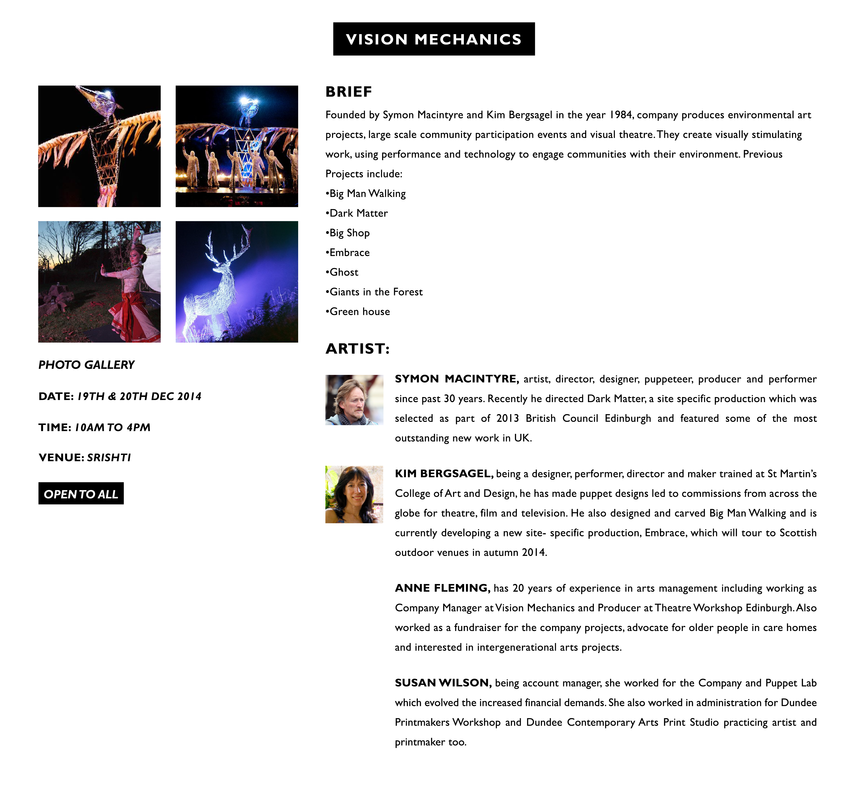 VISION MECHANICS
PHOTO GALLERY
DATE: 19TH & 20TH DEC 2014
TIME: 10AM TO 4PM
VENUE: SRISHTI
OPEN TO ALL
BRIEF
Founded by Symon Macintyre and Kim Bergsagel in the year 1984, company produces environmental art
projects, large scale community participation events and visual theatre. They create visually stimulating
work, using performance and technology to engage communities with their environment. Previous
Projects include:
•Big Man Walking
•Dark Matter
•Big Shop
•Embrace
•Ghost
•Giants in the Forest
•Green house
ARTIST:
SYMON MACINTYRE, artist, director, designer, puppeteer, producer and performer
since past 30 years. Recently he directed Dark Matter, a site specific production which was
selected as part of 2013 British Council Edinburgh and featured some of the most
outstanding new work in UK.
KIM BERGSAGEL, being a designer, performer, director and maker trained at St Martin's
College of Art and Design, he has made puppet designs led to commissions from across the
globe for theatre, film and television. He also designed and carved Big Man Walking and is
currently developing a new site- specific production, Embrace, which will tour to Scottish
outdoor venues in autumn 2014.
ANNE FLEMING, has 20 years of experience in arts management including working as
Company Manager at Vision Mechanics and Producer at Theatre Workshop Edinburgh. Also
worked as a fundraiser for the company projects, advocate for older people in care homes
and interested in intergenerational arts projects.
SUSAN WILSON, being account manager, she worked for the Company and Puppet Lab
which evolved the increased financial demands. She also worked in administration for Dundee
Printmakers Workshop and Dundee Contemporary Arts Print Studio practicing artist and
printmaker too.